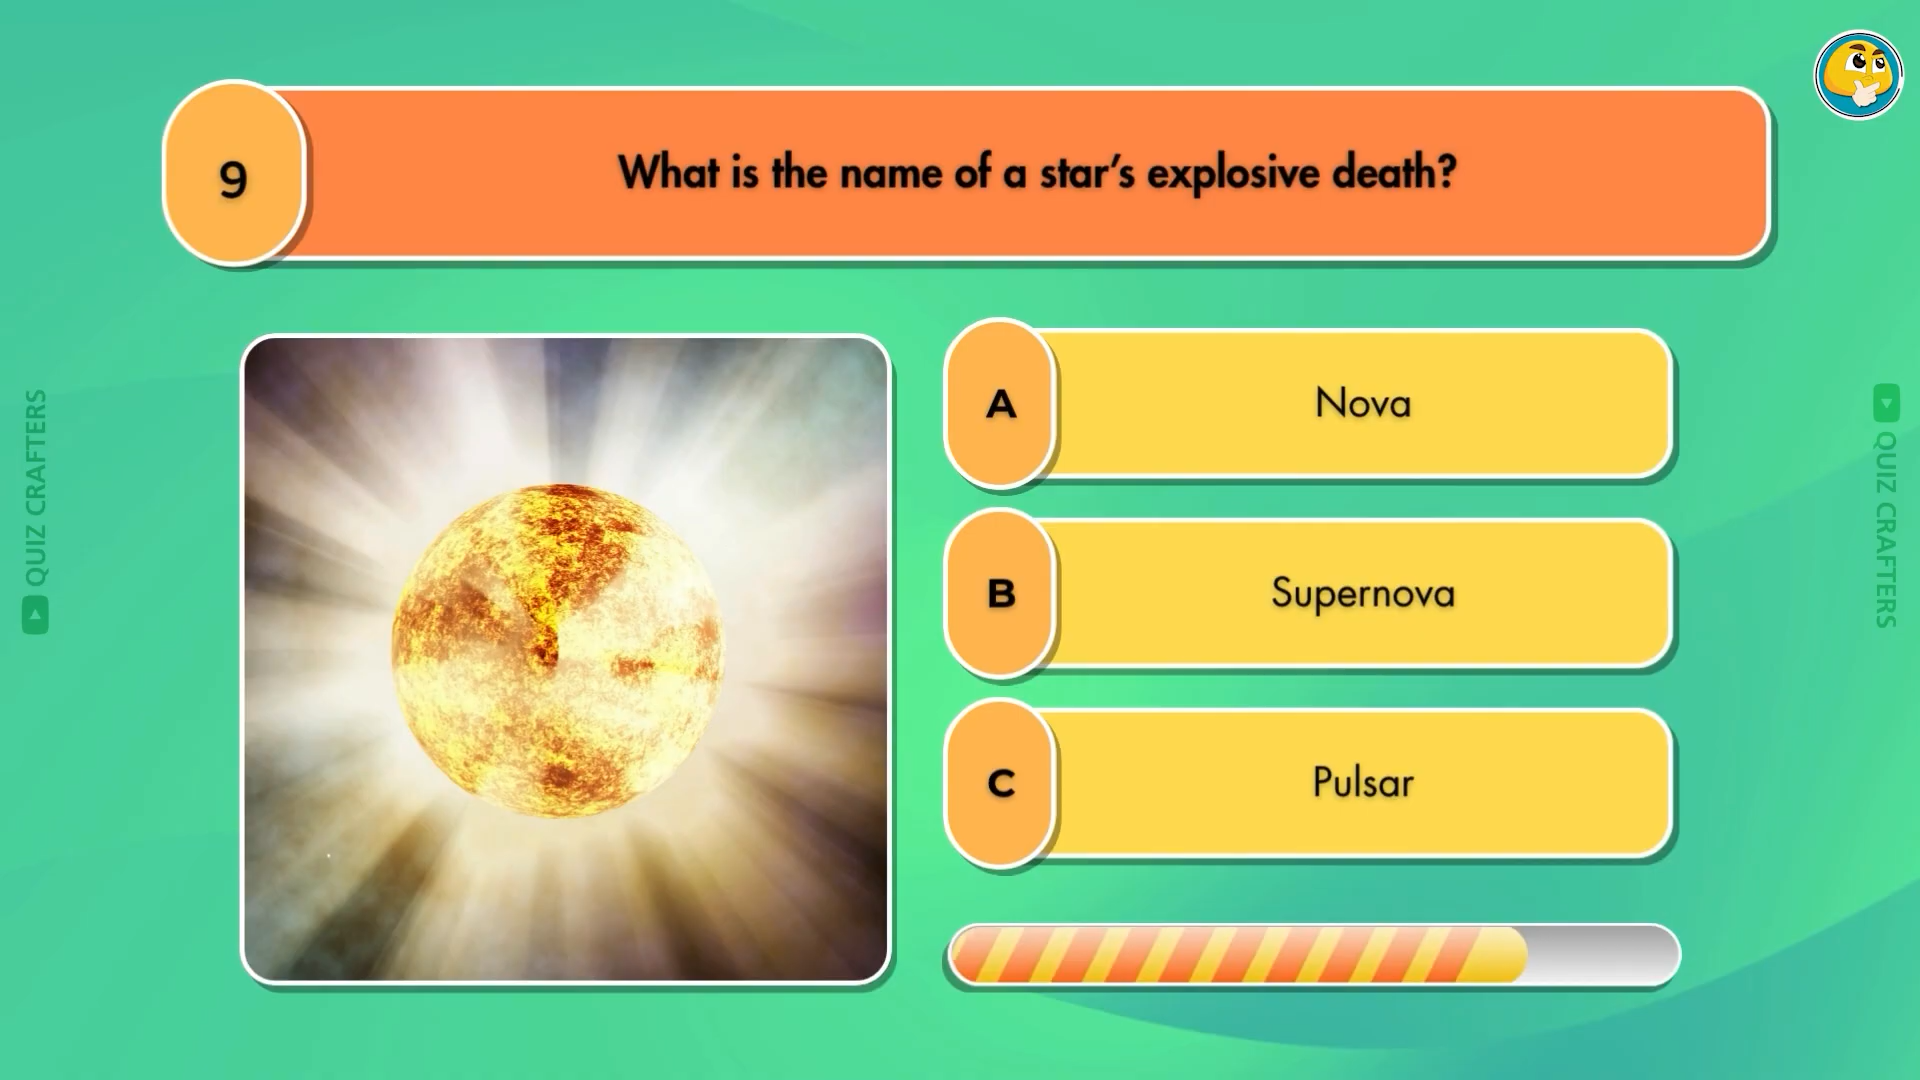 9
What is the name of a star's explosive death?
A
Nova
B
Supernova
C
Pulsar
QUIZ CRAFTERS
QUIZ CRAFTERS